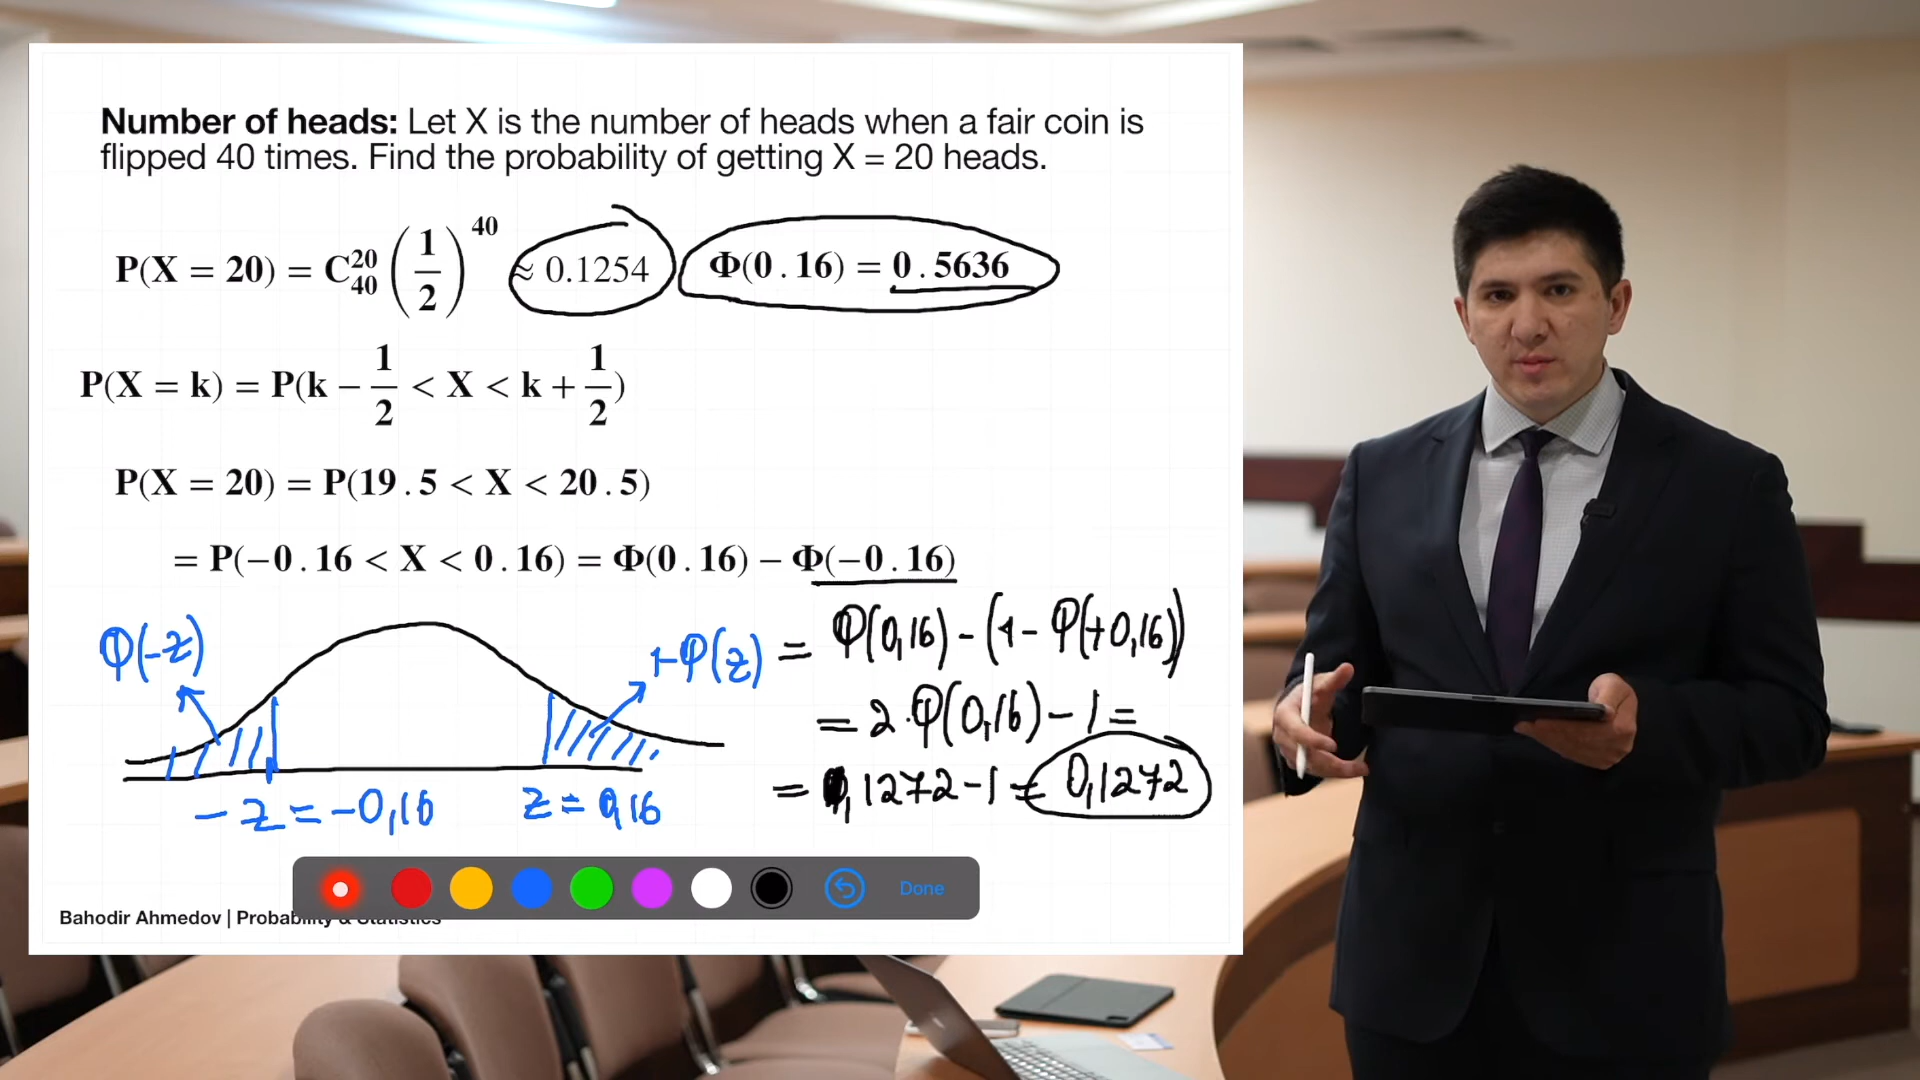 Number of heads: Let X is the number of heads when a fair coin is
flipped 40 times. Find the probability of getting X = 20 heads.
P(X = 20) = C₄₀²⁰ (1/2)⁴⁰ ≈ 0.1254 Φ(0.16) = 0.5636
P(X = k) = P(k − 1/2 < X < k + 1/2)
P(X = 20) = P(19.5 < X < 20.5)
= P(−0.16 < X < 0.16) = Φ(0.16) − Φ(−0.16)
Φ(-z)
1-Φ(z)
= Φ(0,16) - (1 - Φ(+0,16))
= 2·Φ(0,16) - 1 =
= 1,1272-1 = 0,1272
-z = -0,16
z = 0,16
Done
Bahodir Ahmedov | Probability & Statistics